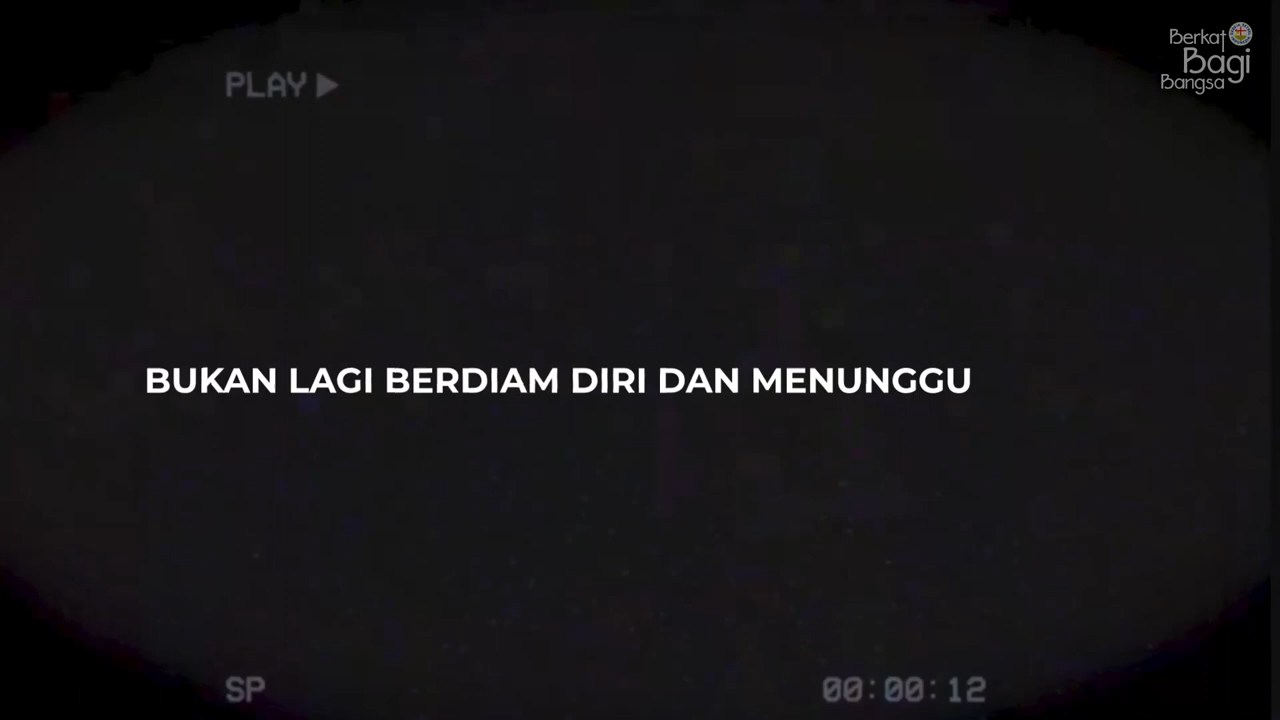 Berkat
Bagi
Bangsa
PLAY
BUKAN LAGI BERDIAM DIRI DAN MENUNGGU
SP
00:00:12